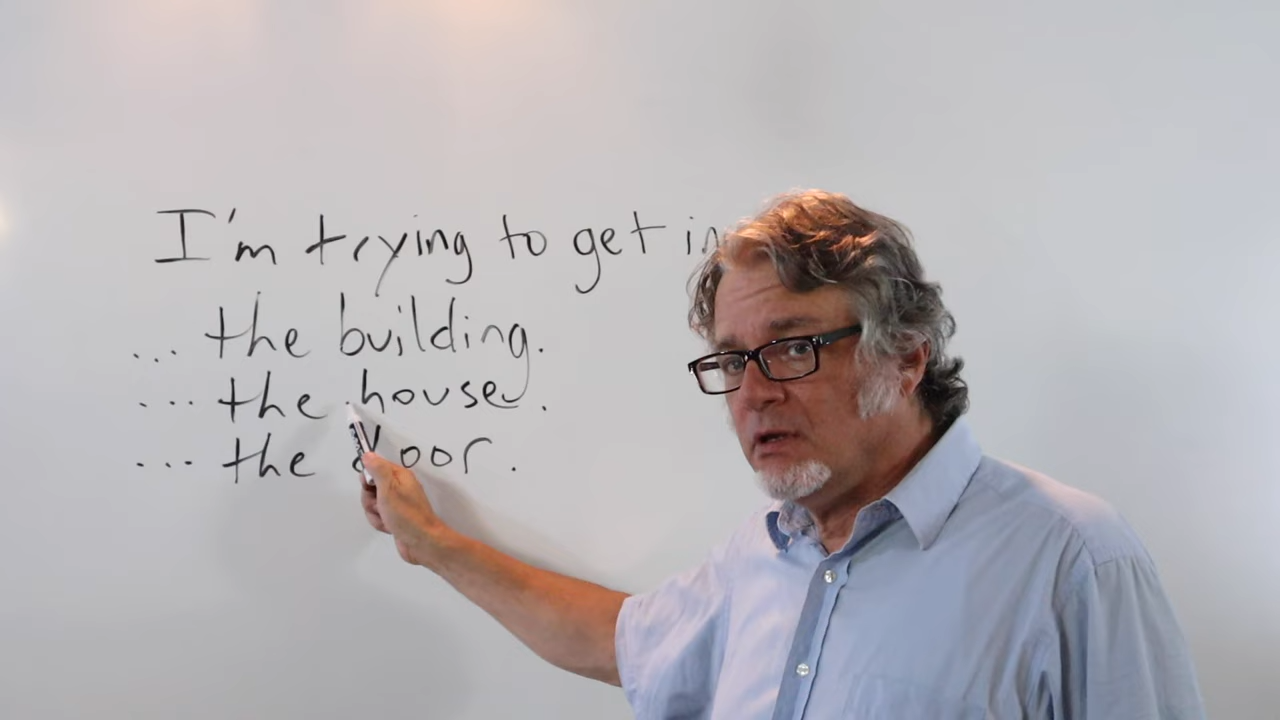 I'm trying to get in
... the building.
... the house.
... the door.